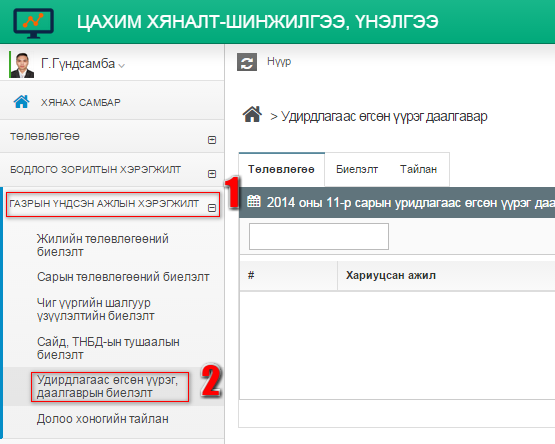 ЦАХИМ ХЯНАЛТ-ШИНЖИЛГЭЭ, ҮНЭЛГЭЭ
Г.Гүндсамба
Нүүр
ХЯНАХ САМБАР
> Удирдлагаас өгсөн үүрэг даалгавар
ТӨЛӨВЛӨГӨӨ
БОДЛОГО ЗОРИЛТЫН ХЭРЭГЖИЛТ
Төлөвлөгөө
Биелэлт
Тайлан
1
ГАЗРЫН ҮНДСЭН АЖЛЫН ХЭРЭГЖИЛТ
2014 оны 11-р сарын уридлагаас өгсөн үүрэг даа
Жилийн төлөвлөгөөний
биелэлт
Сарын төлөвлөгөөний биелэлт
#
Хариуцсан ажил
Чиг үүргийн шалгуур
үзүүлэлтийн биелэлт
Сайд, ТНБД-ын тушаалын
биелэлт
Удирдлагаас өгсөн үүрэг,
даалгаврын биелэлт
2
Долоо хоногийн тайлан